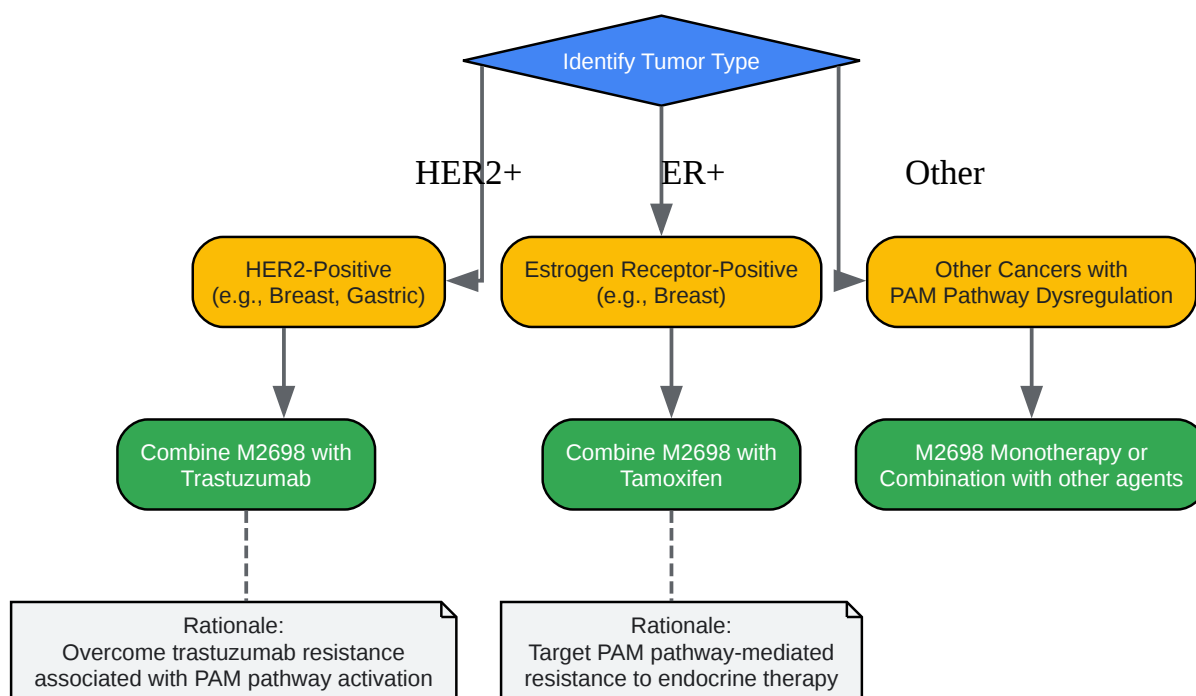 Identify Tumor Type
HER2+
ER+
Other
HER2-Positive
(e.g., Breast, Gastric)
Estrogen Receptor-Positive
(e.g., Breast)
Other Cancers with
PAM Pathway Dysregulation
Combine M2698 with
Trastuzumab
Combine M2698 with
Tamoxifen
M2698 Monotherapy or
Combination with other agents
Rationale:
Overcome trastuzumab resistance
associated with PAM pathway activation
Rationale:
Target PAM pathway-mediated
resistance to endocrine therapy